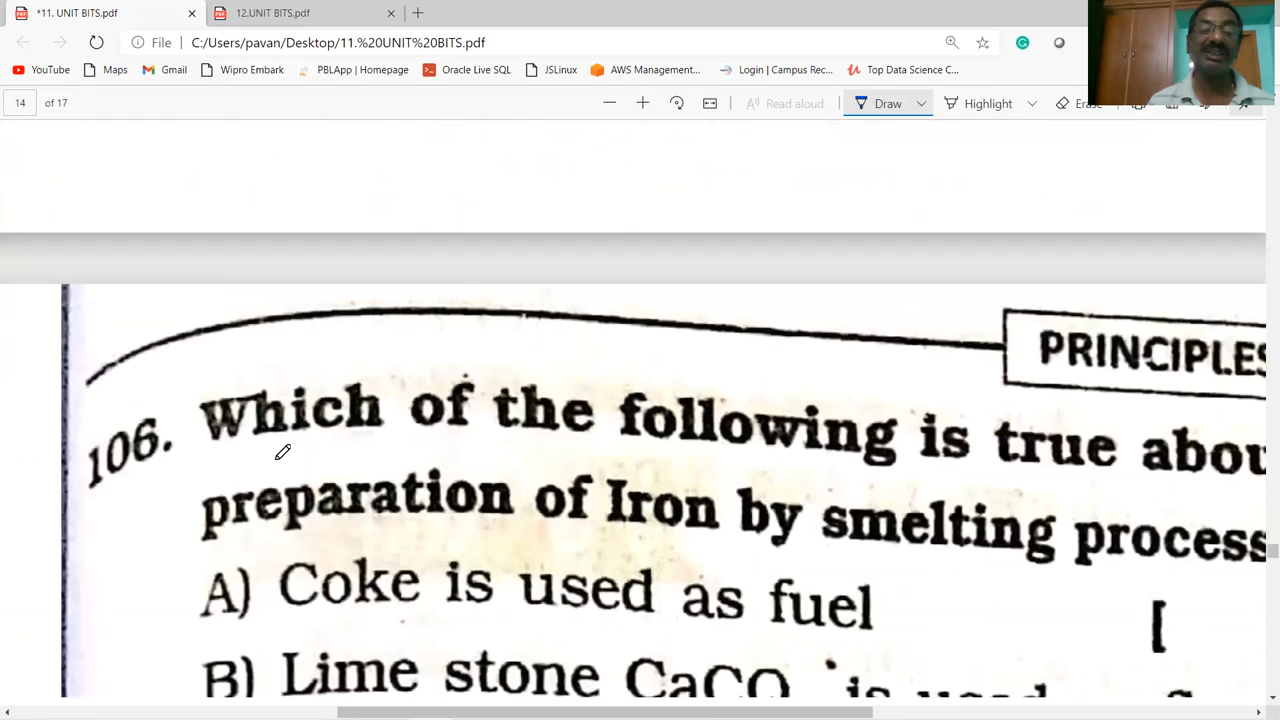 *11. UNIT BITS.pdf
12.UNIT BITS.pdf
File C:/Users/pavan/Desktop/11.%20UNIT%20BITS.pdf
YouTube Maps Gmail Wipro Embark PBLApp | Homepage Oracle Live SQL JSLinux AWS Management... Login | Campus Rec... Top Data Science C...
14 of 17 Read aloud Draw Highlight
PRINCIPLES
106. Which of the following is true
preparation of Iron by smelting process
A) Coke is used as fuel [
B) Lime stone CaCO is used